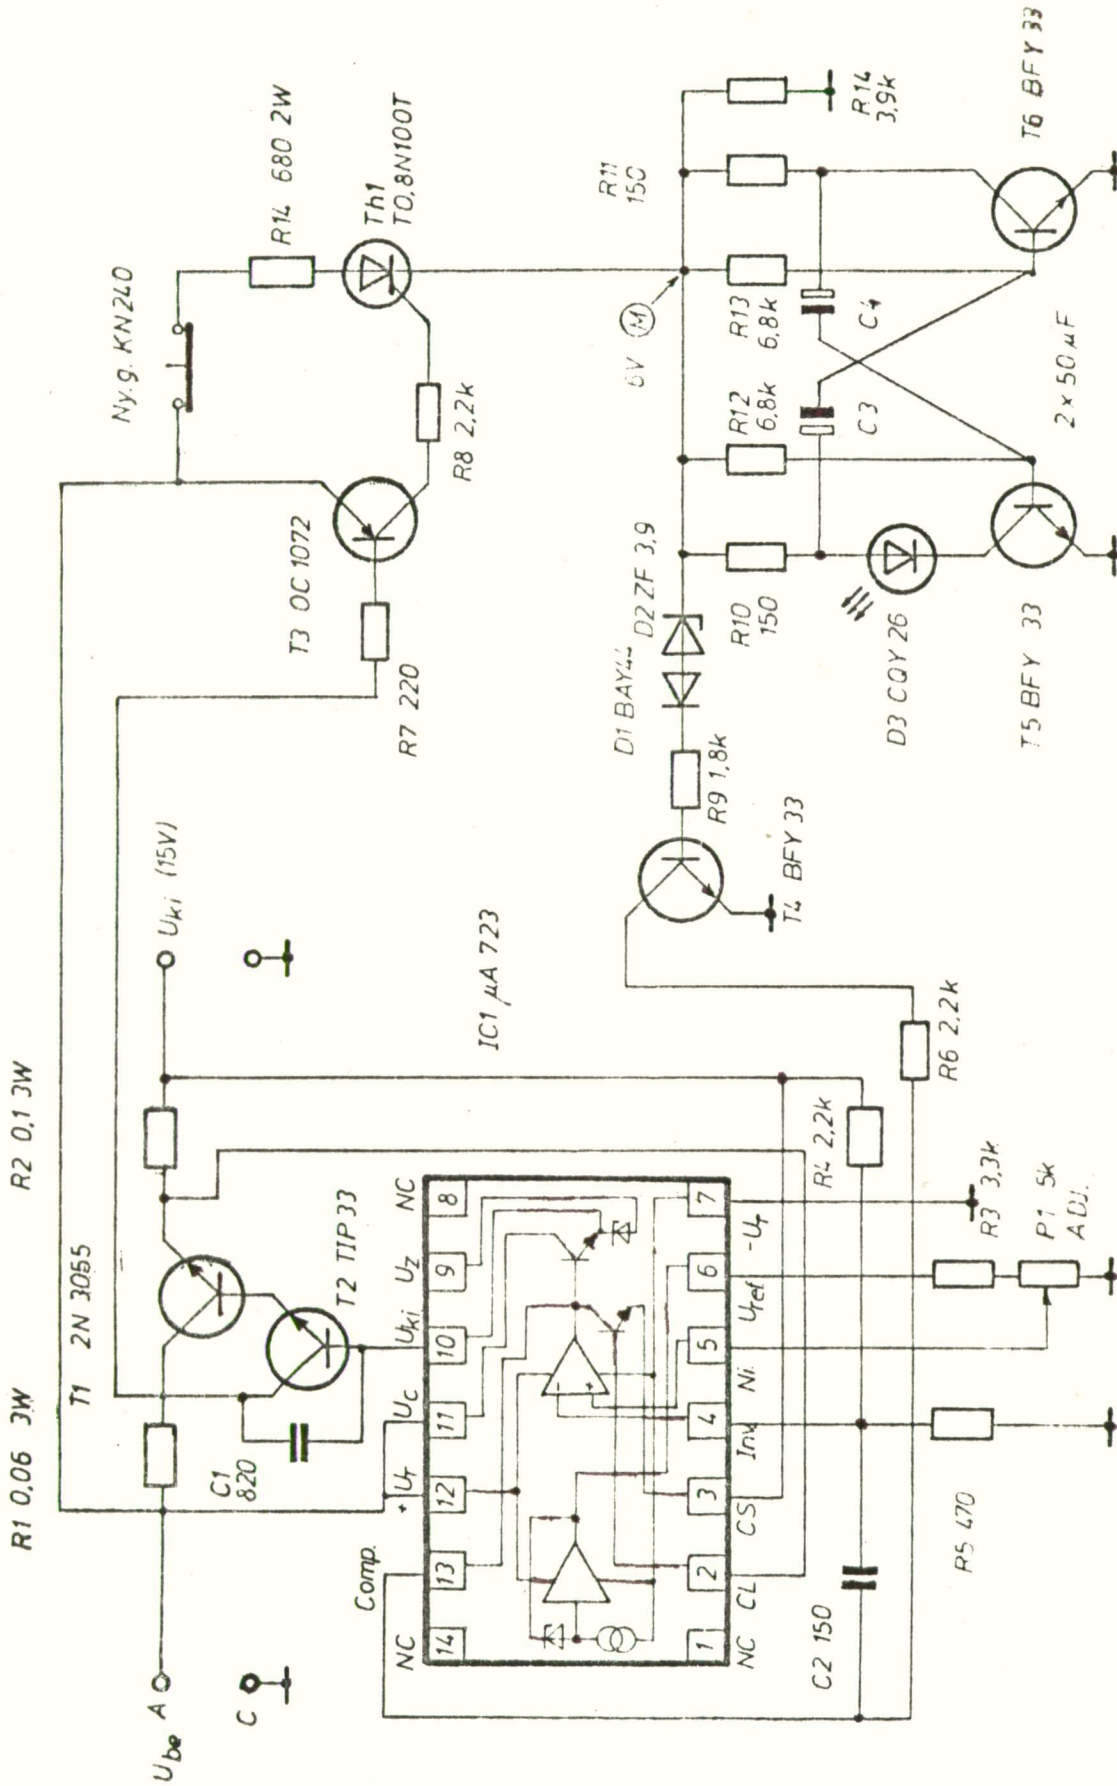 R1 0,06 3W
R2 0,1 3W
T1 2N 3055
Ube A
C
Uki (15V)
C1
820
T2 TIP 33
Ny.g. KN240
R14 680 2W
Th1
T0,8N100T
T3 OC 1072
R7 220
R8 2,2k
IC1 μA 723
Comp.
NC
+UT
UC
Uki
UZ
NC
14
13
12
11
10
9
8
1
2
3
4
5
6
7
NC
CL
CS
Inv.
Ni.
Uref
-UT
- +
C2 150
R5 470
R4 2,2k
R3 3,3k
P1 5k
ADJ.
R6 2,2k
T4 BFY 33
R9 1,8k
D1 BAY44
D2 ZF 3,9
6V M
R10
150
R12
6,8k
R13
6,8k
R11
150
R14
3,9k
C3
C4
2 x 50 μF
D3 CQY 26
T5 BFY 33
T6 BFY 33